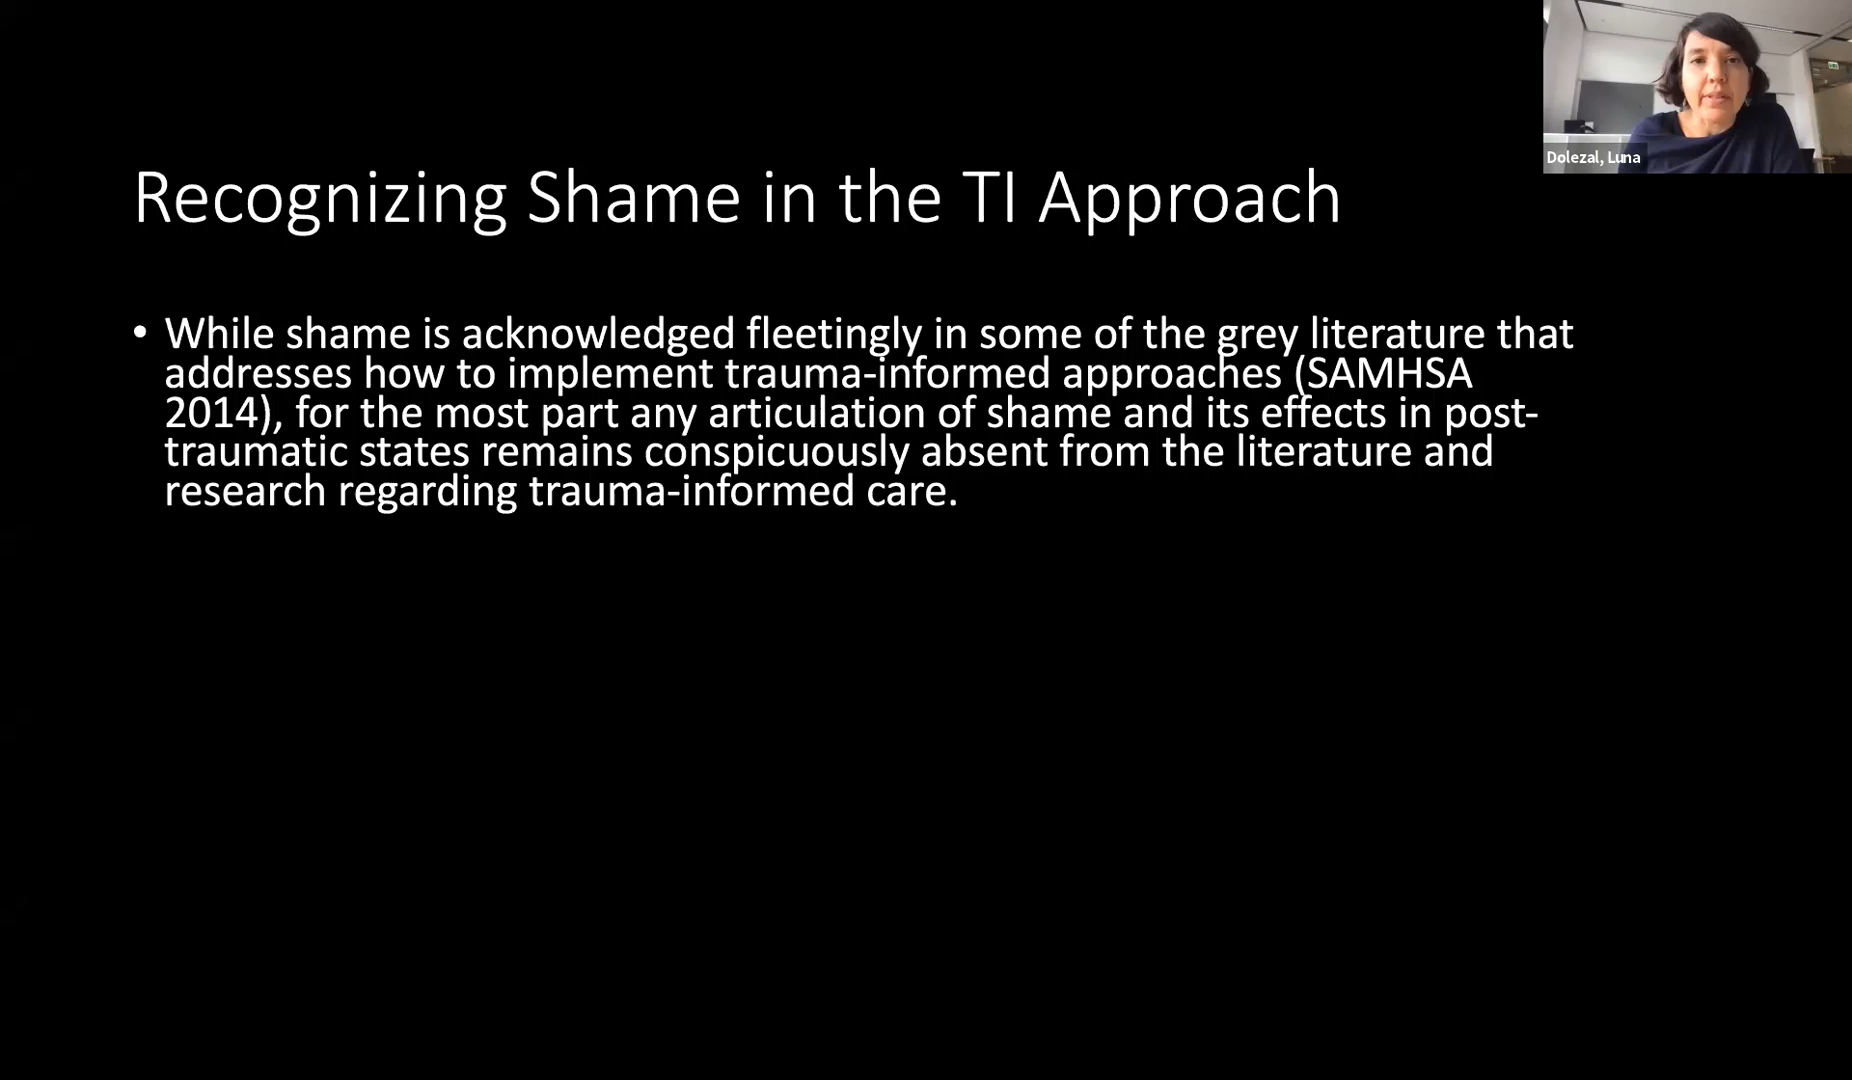 Dolezal, Luna
Recognizing Shame in the TI Approach
• While shame is acknowledged fleetingly in some of the grey literature that
addresses how to implement trauma-informed approaches (SAMHSA
2014), for the most part any articulation of shame and its effects in post-
traumatic states remains conspicuously absent from the literature and
research regarding trauma-informed care.